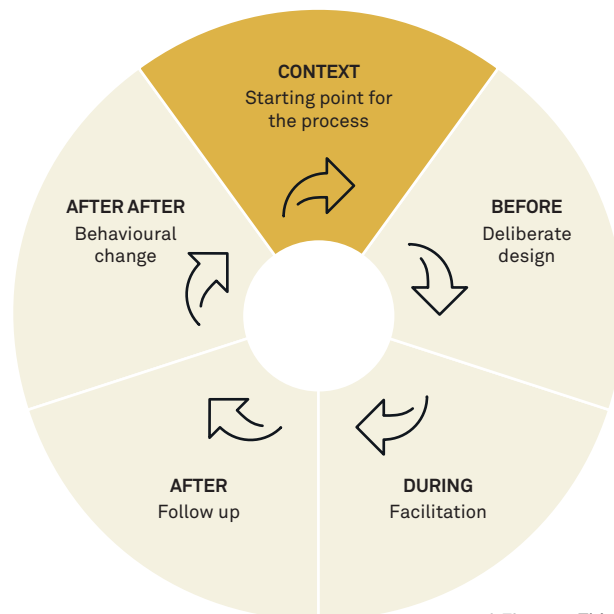 CONTEXT
Starting point for
the process
BEFORE
Deliberate
design
DURING
Facilitation
AFTER
Follow up
AFTER AFTER
Behavioural
change